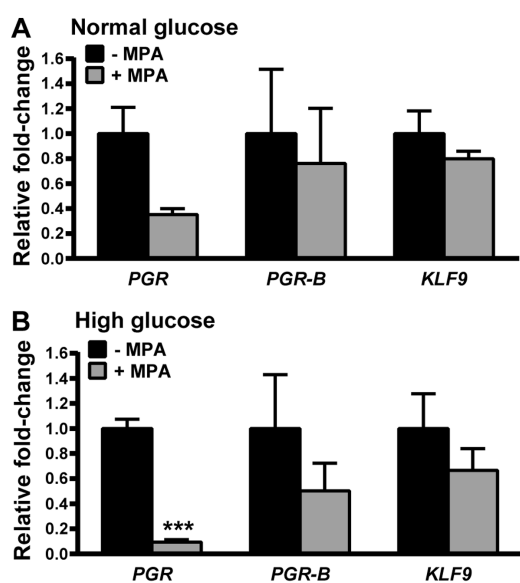 A Normal glucose
- MPA
+ MPA
Relative fold-change
1.6
1.4
1.2
1.0
0.8
0.6
0.4
0.2
0.0
PGR PGR-B KLF9
B High glucose
- MPA
+ MPA
Relative fold-change
1.6
1.4
1.2
1.0
0.8
0.6
0.4
0.2
0.0
***
PGR PGR-B KLF9